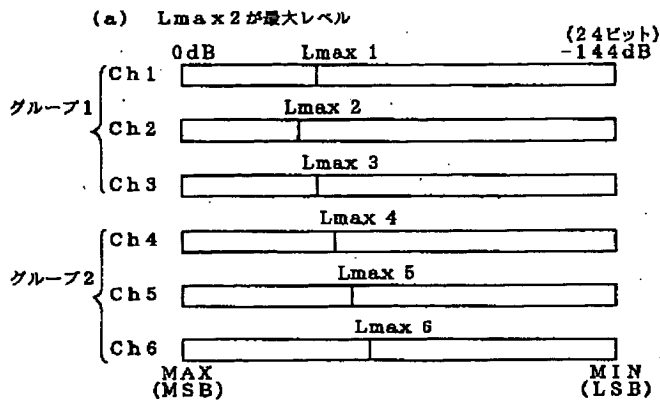 (a) Lmax2が最大レベル
(24ビット)
0dB Lmax 1 -144dB
グループ1
Ch1
Lmax 2
Ch2
Lmax 3
Ch3
Lmax 4
グループ2
Ch4
Lmax 5
Ch5
Lmax 6
Ch6
MAX MIN
(MSB) (LSB)